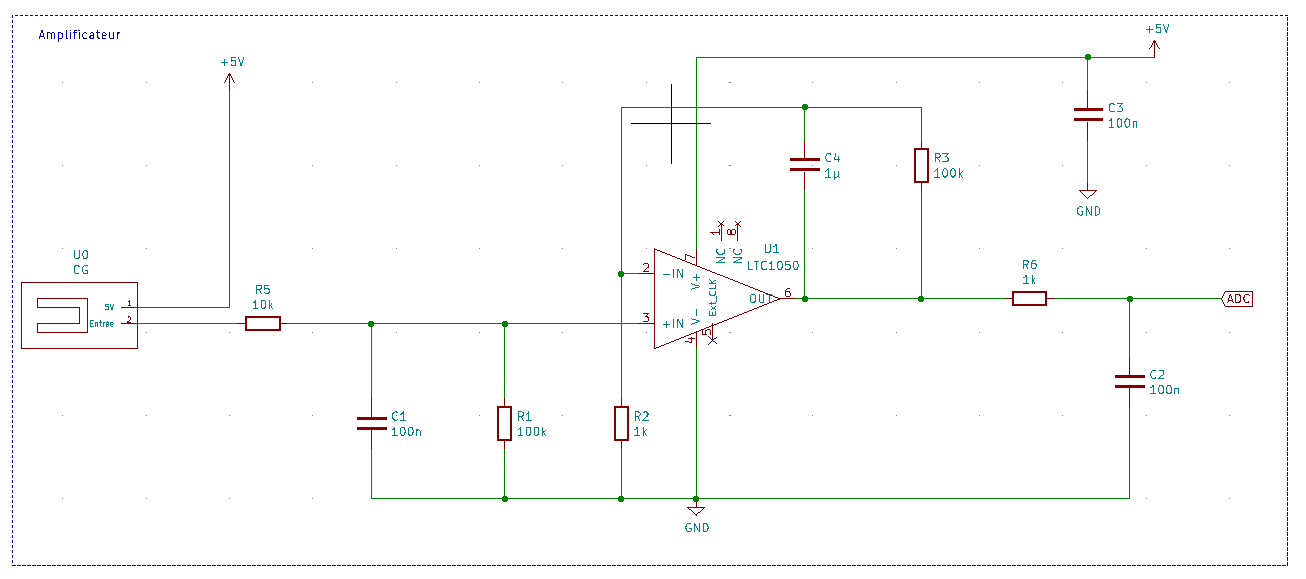 Amplificateur
+5V
+5V
C3
100n
GND
C4
1µ
R3
100k
U0
CG
5V
1
Entrée
2
R5
10k
1
NC
8
NC
U1
LTC1050
7
V+
2
-IN
3
+IN
Ext_CLK
5
V-
4
OUT
6
R6
1k
ADC
C1
100n
R1
100k
R2
1k
C2
100n
GND